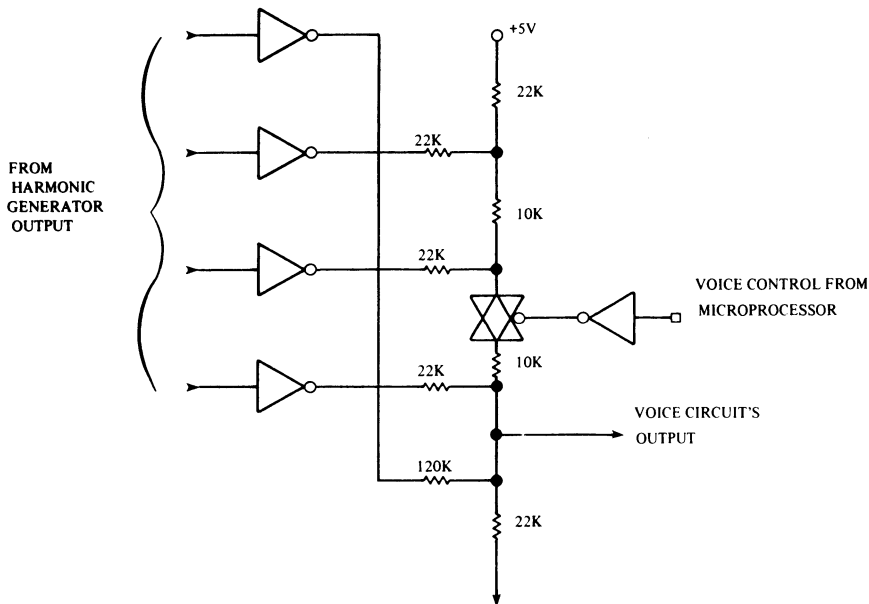 +5V
22K
22K
FROM
HARMONIC
GENERATOR
OUTPUT
10K
22K
VOICE CONTROL FROM
MICROPROCESSOR
10K
22K
VOICE CIRCUIT'S
OUTPUT
120K
22K